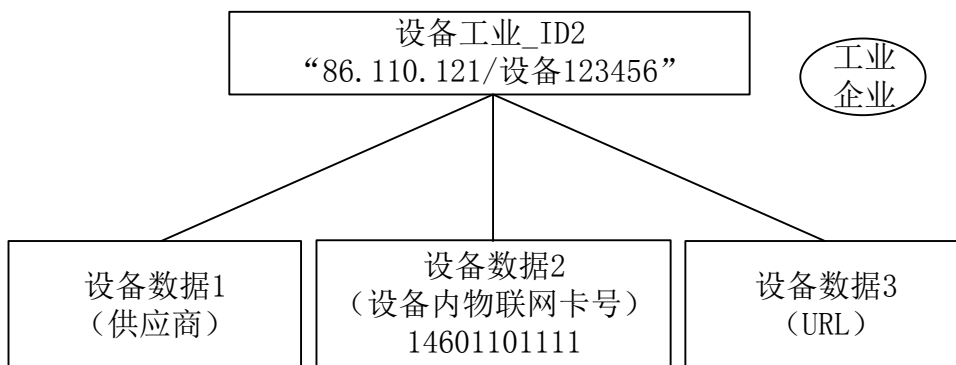 设备工业_ID2
“86.110.121/设备123456”
工业
企业
设备数据1
（供应商）
设备数据2
（设备内物联网卡号）
14601101111
设备数据3
（URL）